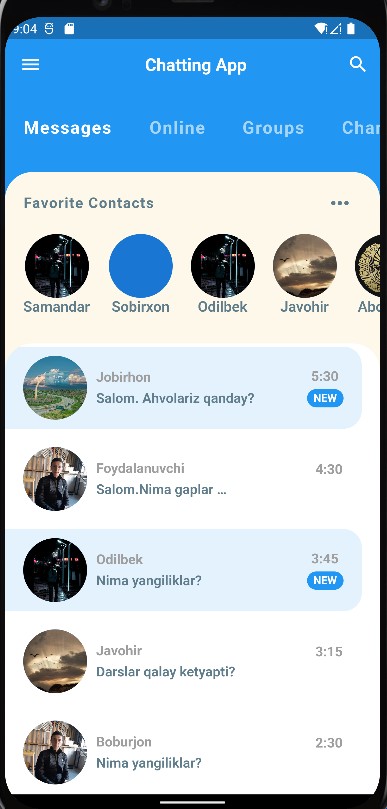 9:04
Chatting App
Messages Online Groups Char
Favorite Contacts
Samandar Sobirxon Odilbek Javohir Abd
Jobirhon 5:30
Salom. Ahvolariz qanday? NEW
Foydalanuvchi 4:30
Salom.Nima gaplar ...
Odilbek 3:45
Nima yangiliklar? NEW
Javohir 3:15
Darslar qalay ketyapti?
Boburjon 2:30
Nima yangiliklar?